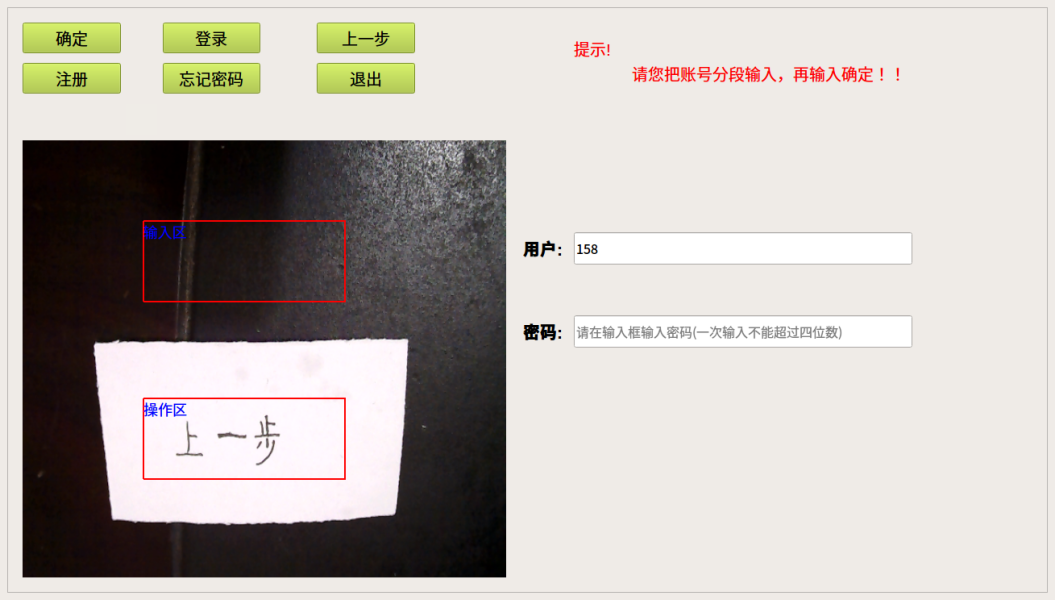 确定 登录 上一步
注册 忘记密码 退出
提示!
请您把账号分段输入，再输入确定！！
输入区
操作区
上一步
用户: 158
密码: 请在输入框输入密码(一次输入不能超过四位数)